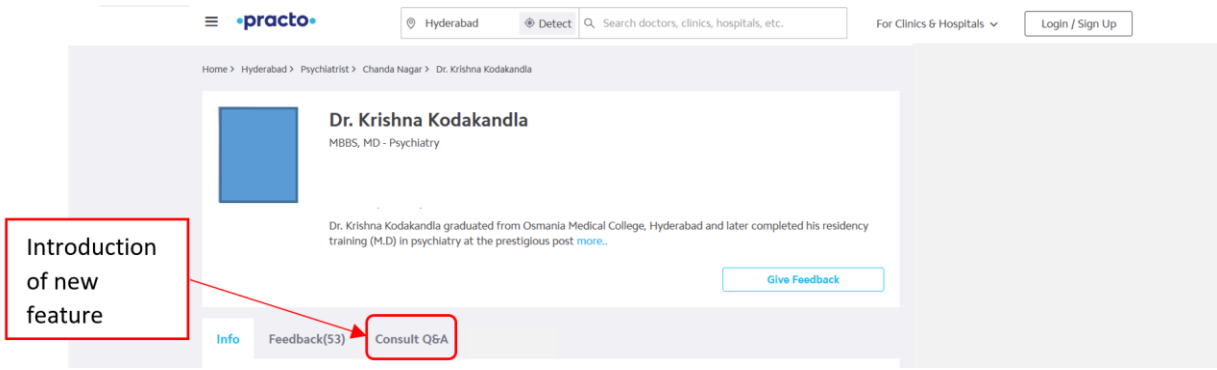 ≡ •practo• Hyderabad Detect Search doctors, clinics, hospitals, etc. For Clinics & Hospitals Login / Sign Up
Home > Hyderabad > Psychiatrist > Chanda Nagar > Dr. Krishna Kodakandla
Dr. Krishna Kodakandla
MBBS, MD - Psychiatry
Dr. Krishna Kodakandla graduated from Osmania Medical College, Hyderabad and later completed his residency
training (M.D) in psychiatry at the prestigious post more..
Give Feedback
Introduction
of new
feature
Info Feedback(53) Consult Q&A